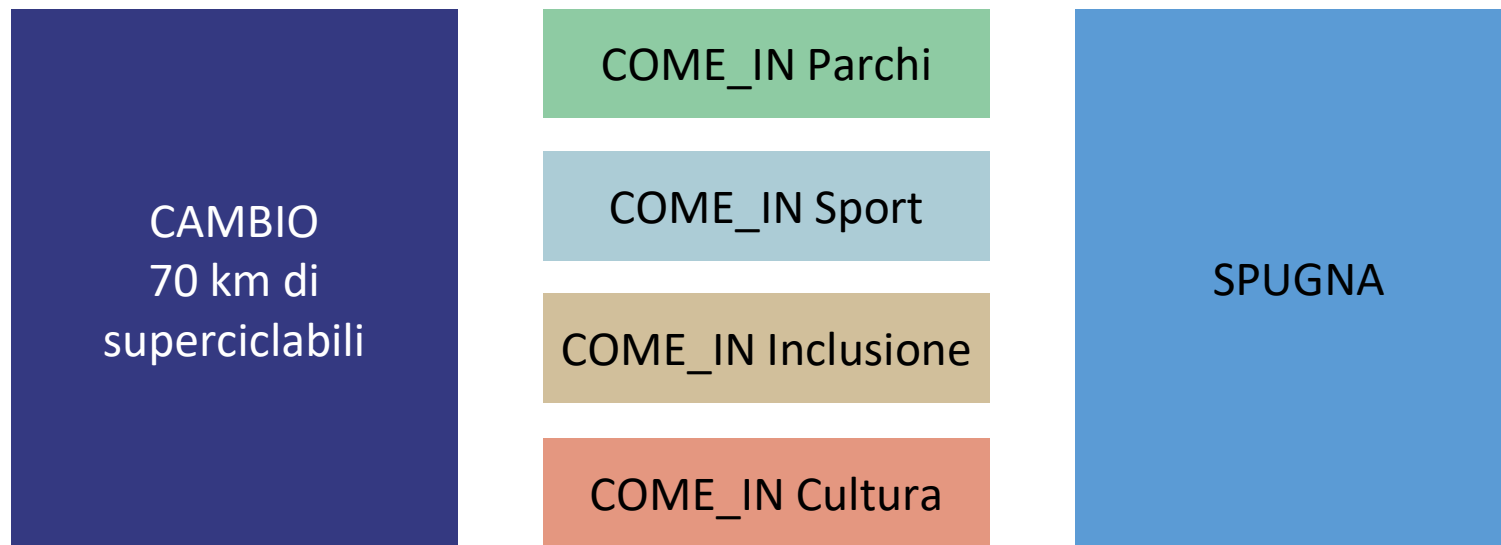 CAMBIO
70 km di
superciclabili
COME_IN Parchi
COME_IN Sport
COME_IN Inclusione
COME_IN Cultura
SPUGNA